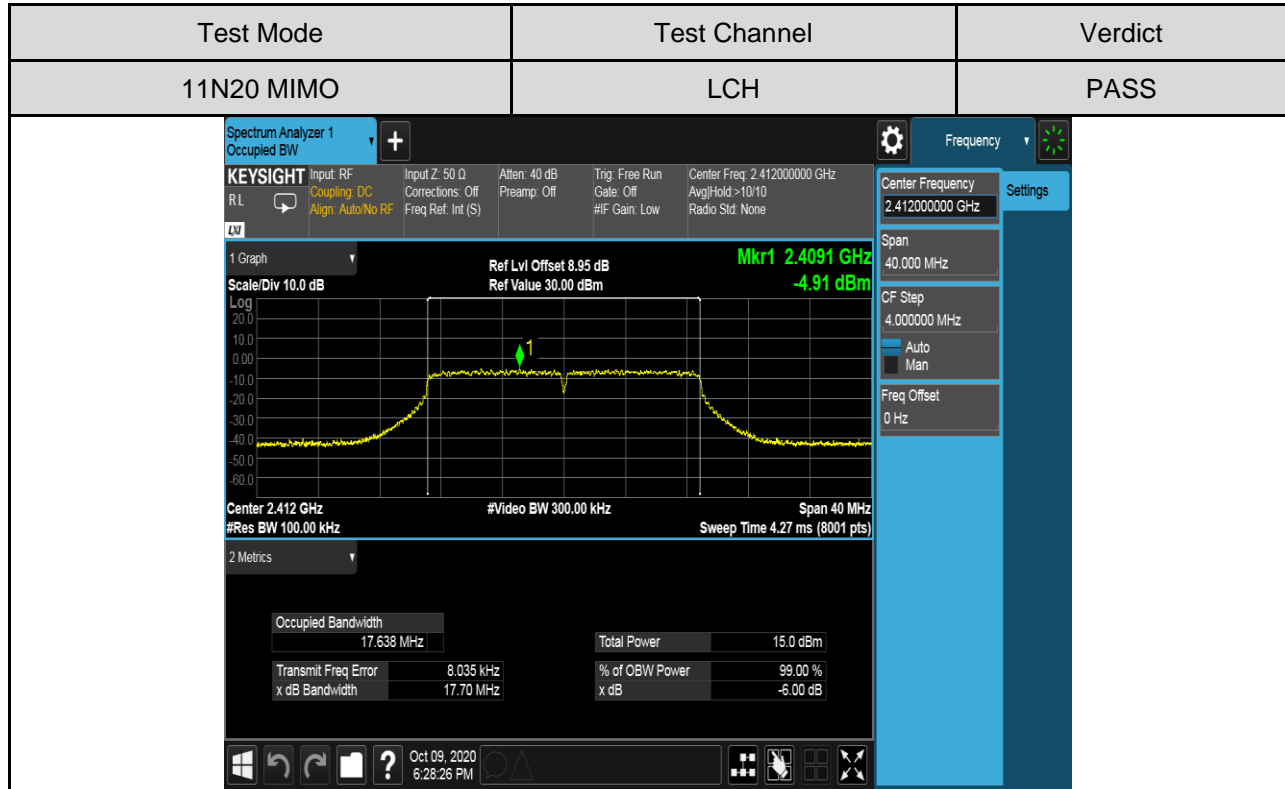 Test Mode Test Channel Verdict
11N20 MIMO LCH PASS
Spectrum Analyzer 1
Occupied BW
+
Frequency
KEYSIGHT Input: RF Input Z: 50 Ω Atten: 40 dB Trig: Free Run Center Freq: 2.412000000 GHz
RL Coupling: DC Corrections: Off Preamp: Off Gate: Off Avg|Hold:>10/10
Align: Auto/No RF Freq Ref: Int (S) #IF Gain: Low Radio Std: None
LXI
Center Frequency
2.412000000 GHz
Settings
Span
40.000 MHz
CF Step
4.000000 MHz
Auto
Man
Freq Offset
0 Hz
1 Graph Ref Lvl Offset 8.95 dB Mkr1 2.4091 GHz
Scale/Div 10.0 dB Ref Value 30.00 dBm -4.91 dBm
Log
20.0
10.0
0.00
-10.0
-20.0
-30.0
-40.0
-50.0
-60.0
1
Center 2.412 GHz #Video BW 300.00 kHz Span 40 MHz
#Res BW 100.00 kHz Sweep Time 4.27 ms (8001 pts)
2 Metrics
Occupied Bandwidth
17.638 MHz Total Power 15.0 dBm
Transmit Freq Error 8.035 kHz % of OBW Power 99.00 %
x dB Bandwidth 17.70 MHz x dB -6.00 dB
? Oct 09, 2020
6:28:26 PM